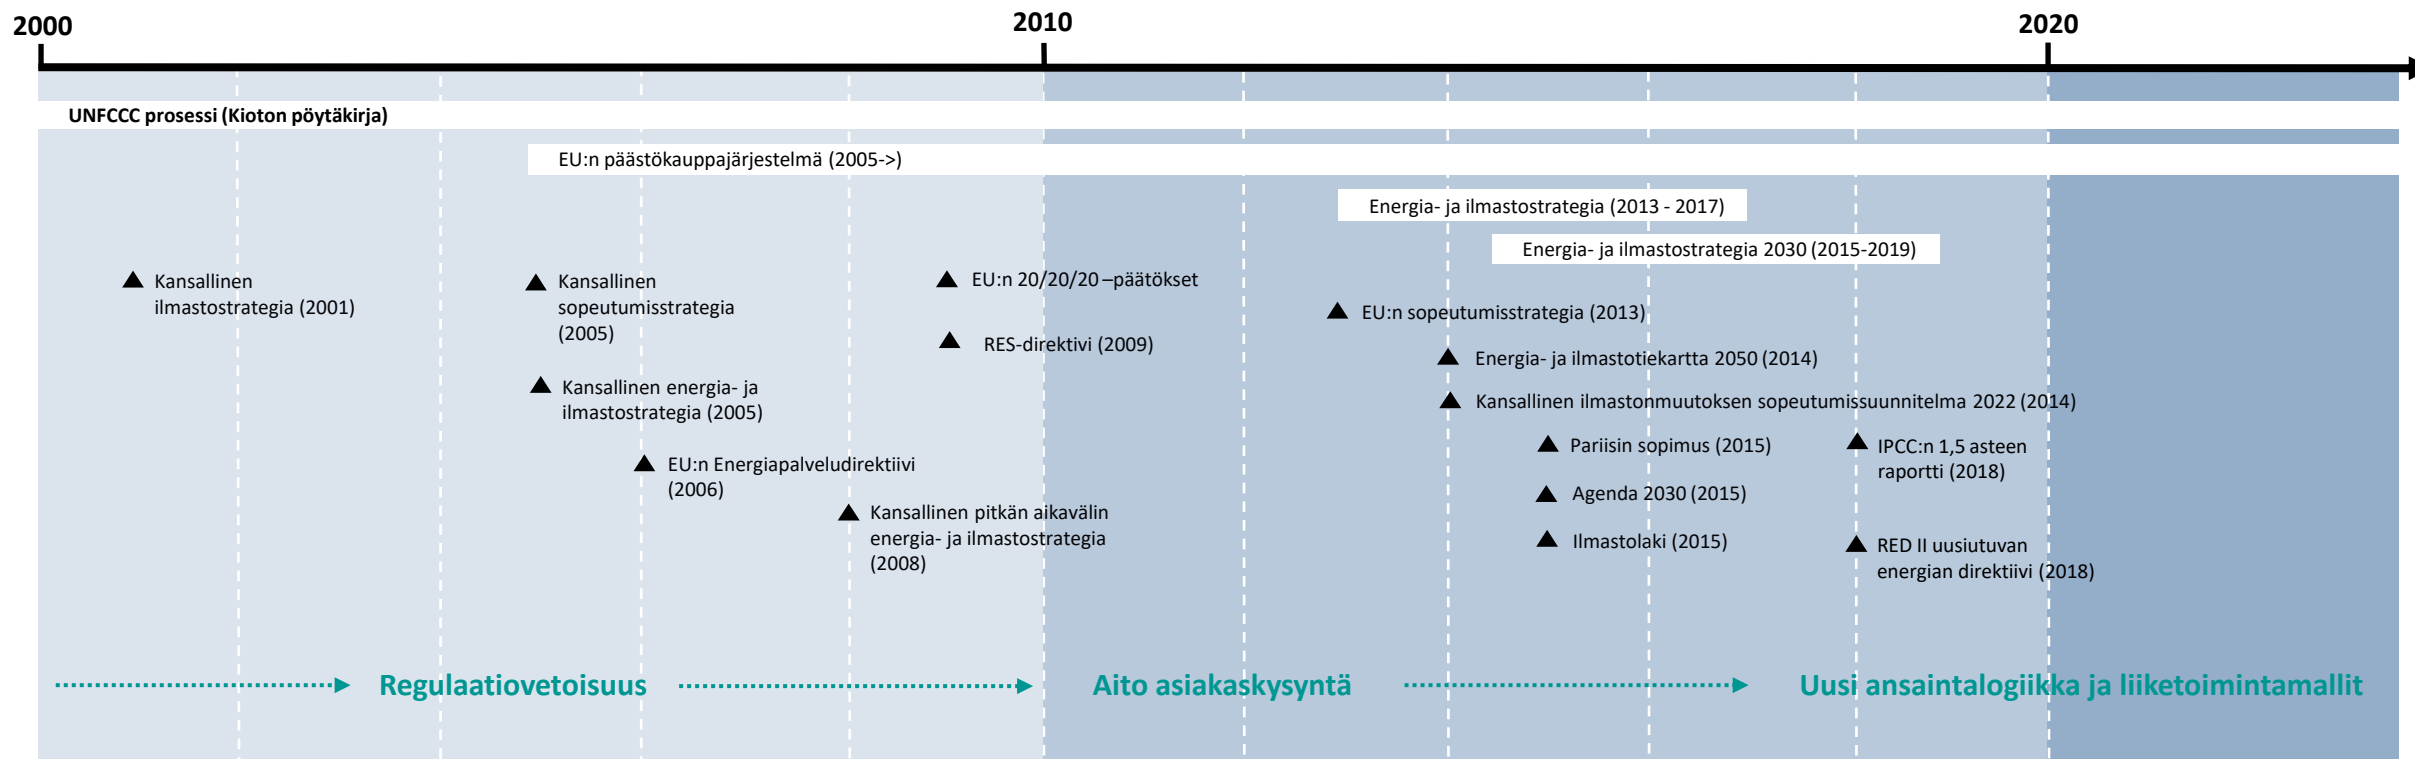 2000
2010
2020
UNFCCC prosessi (Kioton pöytäkirja)
EU:n päästökauppajärjestelmä (2005->)
Energia- ja ilmastostrategia (2013 - 2017)
Energia- ja ilmastostrategia 2030 (2015-2019)
Kansallinen
ilmastostrategia (2001)
Kansallinen
sopeutumisstrategia
(2005)
Kansallinen energia- ja
ilmastostrategia (2005)
EU:n Energiapalveludirektiivi
(2006)
Kansallinen pitkän aikavälin
energia- ja ilmastostrategia
(2008)
EU:n 20/20/20 –päätökset
RES-direktivi (2009)
EU:n sopeutumisstrategia (2013)
Energia- ja ilmastotiekartta 2050 (2014)
Kansallinen ilmastonmuutoksen sopeutumissuunnitelma 2022 (2014)
Pariisin sopimus (2015)
Agenda 2030 (2015)
Ilmastolaki (2015)
IPCC:n 1,5 asteen
raportti (2018)
RED II uusiutuvan
energian direktiivi (2018)
Regulaatiovetoisuus
Aito asiakaskysyntä
Uusi ansaintalogiikka ja liiketoimintamallit